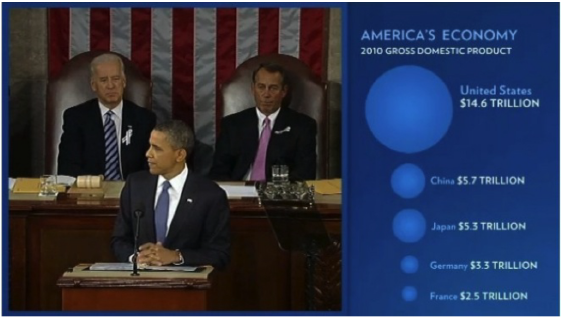 AMERICA'S ECONOMY
2010 GROSS DOMESTIC PRODUCT
United States
$14.6 TRILLION
China $5.7 TRILLION
Japan $5.3 TRILLION
Germany $3.3 TRILLION
France $2.5 TRILLION